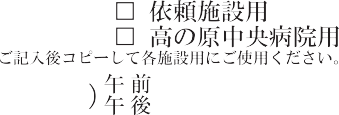 □ 依頼施設用
□ 高の原中央病院用
ご記入後コピーして各施設用にご使用ください。
) 午前
午後